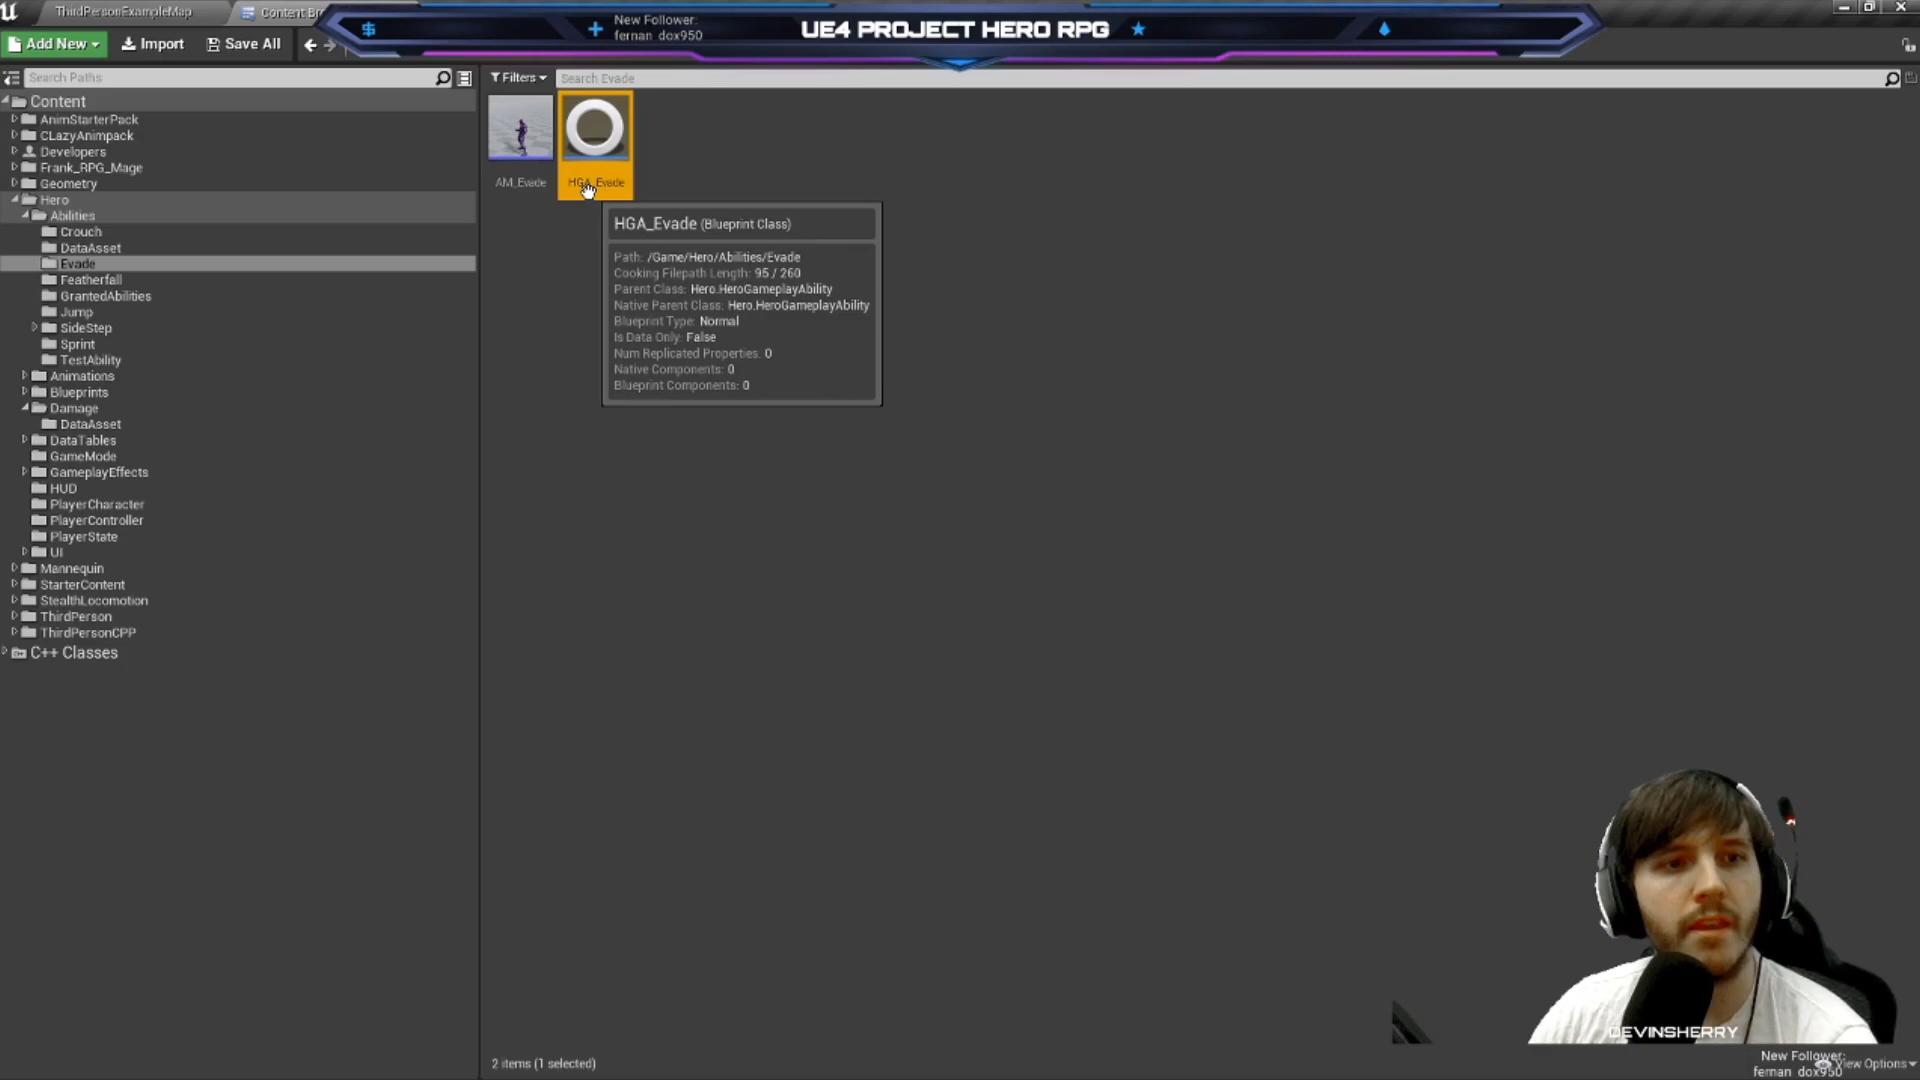 ThirdPersonExampleMap
Content Br
New Follower:
fernan_dox950
UE4 PROJECT HERO RPG
Add New
Import
Save All
Search Paths
Filters
Search Evade
Content
AnimStarterPack
CLazyAnimpack
Developers
Frank_RPG_Mage
Geometry
Hero
Abilities
Crouch
DataAsset
Evade
Featherfall
GrantedAbilities
Jump
SideStep
Sprint
TestAbility
Animations
Blueprints
Damage
DataAsset
DataTables
GameMode
GameplayEffects
HUD
PlayerCharacter
PlayerController
PlayerState
UI
Mannequin
StarterContent
StealthLocomotion
ThirdPerson
ThirdPersonCPP
C++ Classes
AM_Evade
HGA_Evade
HGA_Evade (Blueprint Class)
Path: /Game/Hero/Abilities/Evade
Cooking Filepath Length: 95 / 260
Parent Class: Hero.HeroGameplayAbility
Native Parent Class: Hero.HeroGameplayAbility
Blueprint Type: Normal
Is Data Only: False
Num Replicated Properties: 0
Native Components: 0
Blueprint Components: 0
DEVINSHERRY
2 items (1 selected)
New Follower:
fernan_dox950
View Options